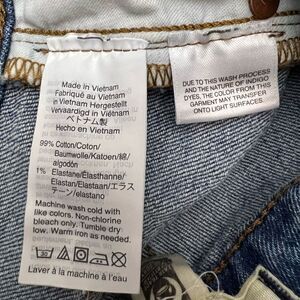 Made in Vietnam
Fabriqué au Vietnam
in Vietnam Hergestellt
vervaardigd in Viëtnam
ベトナム製
Hecho en Vietnam
99% Cotton/Coton/
Baumwolle/Katoen/綿/
algodón
1% Elastane/Élasthanne/
Elastan/Elastaan/エラス
テーン/elastano
Machine wash cold with
like colors. Non-chlorine
bleach only. Tumble dry
low. Warm iron as needed.
Laver à la machine à l'eau
DUE TO THIS WASH PROCESS
AND THE NATURE OF INDIGO
DYES, THE COLOR FROM THIS
GARMENT MAY TRANSFER
ONTO LIGHT SURFACES.